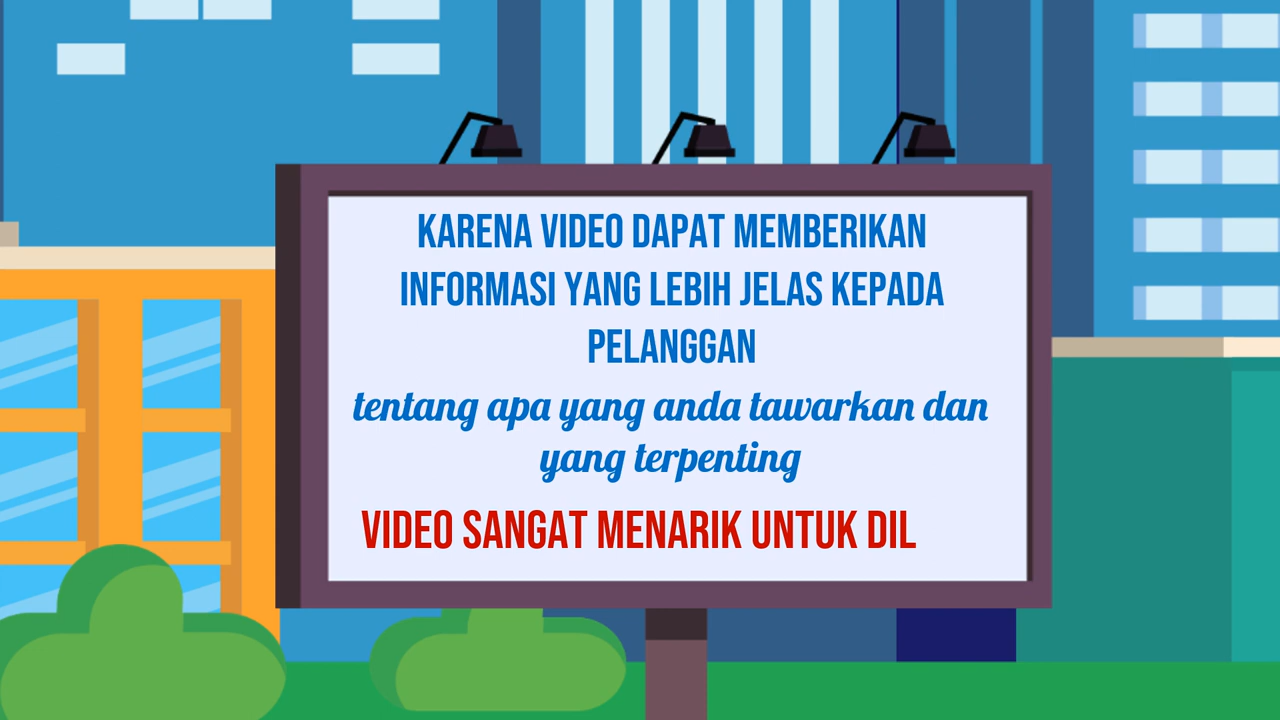 KARENA VIDEO DAPAT MEMBERIKAN
INFORMASI YANG LEBIH JELAS KEPADA
PELANGGAN
tentang apa yang anda tawarkan dan
yang terpenting
VIDEO SANGAT MENARIK UNTUK DIL